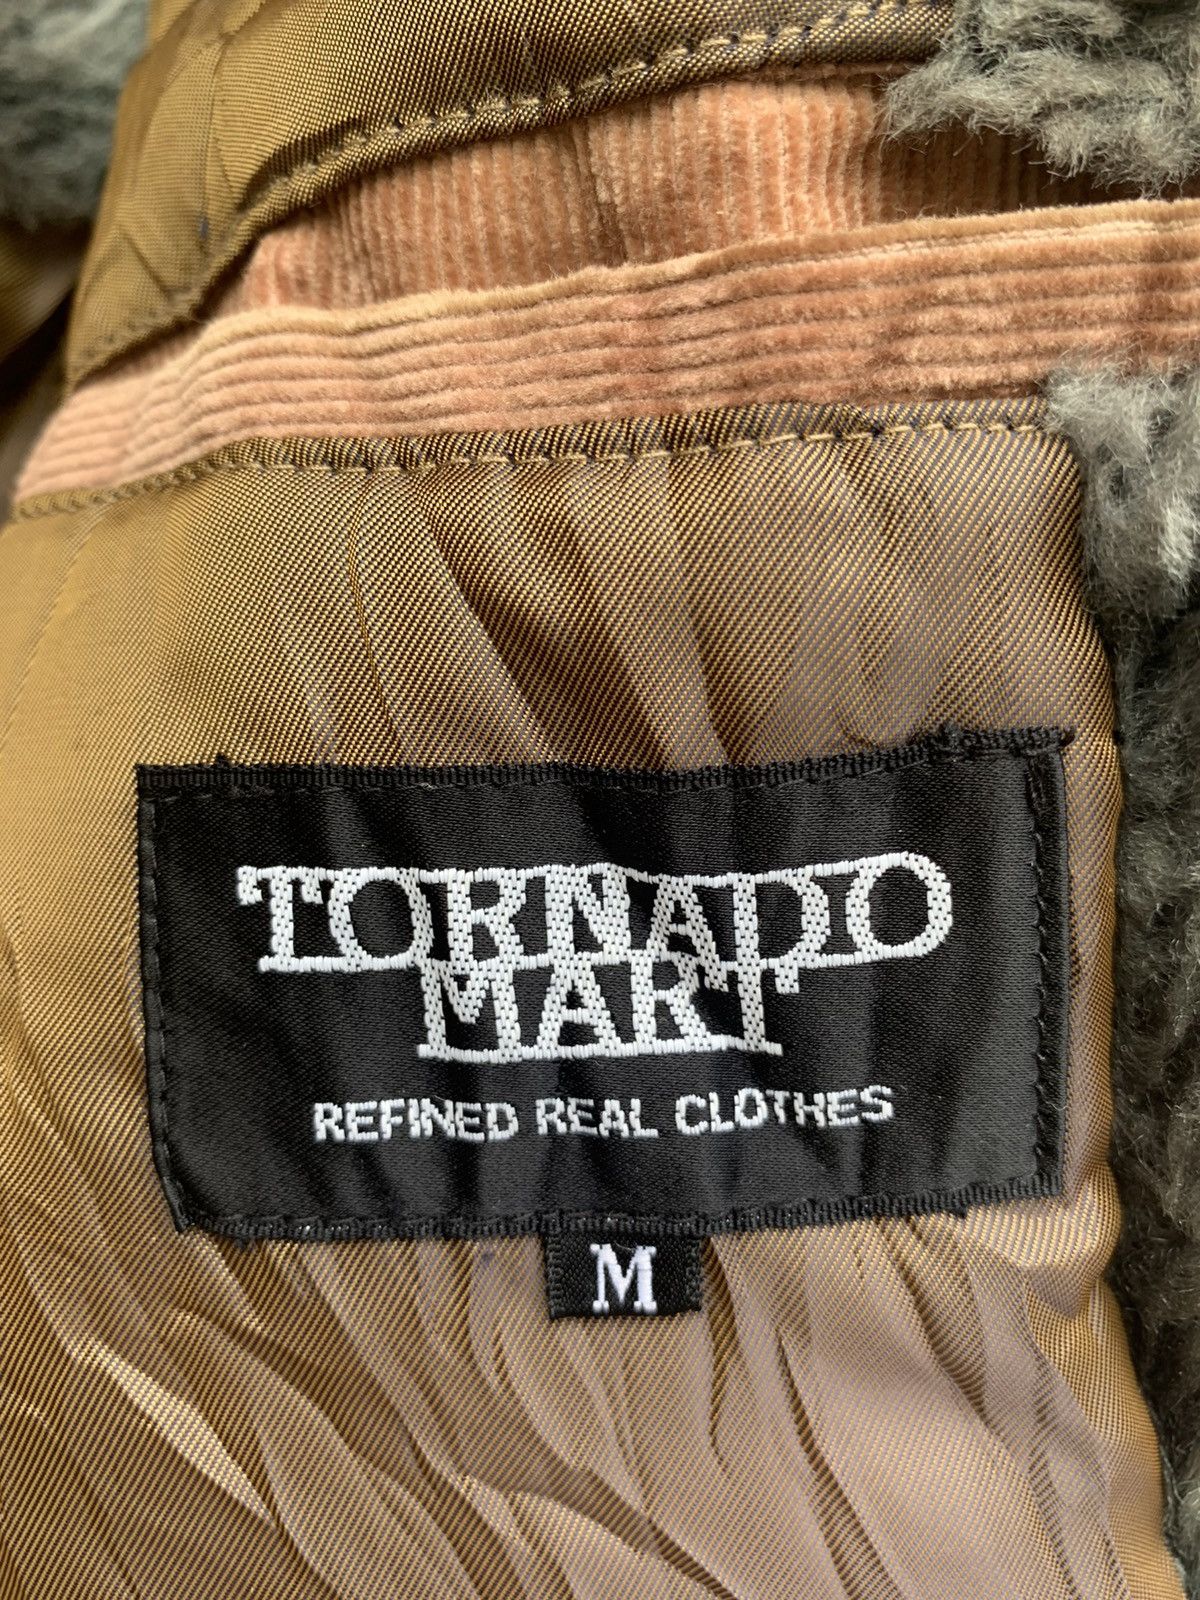 TORNADO
MART
REFINED REAL CLOTHES
M